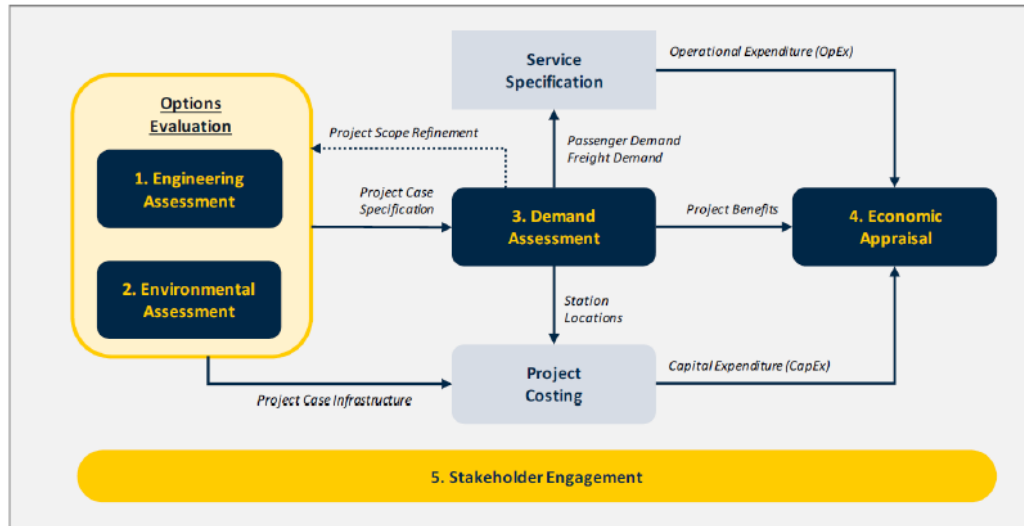 Options
Evaluation
1. Engineering
Assessment
2. Environmental
Assessment
Project Scope Refinement
Project Case
Specification
Project Case Infrastructure
Service
Specification
Passenger Demand
Freight Demand
3. Demand
Assessment
Station
Locations
Project
Costing
Operational Expenditure (OpEx)
Project Benefits
Capital Expenditure (CapEx)
4. Economic
Appraisal
5. Stakeholder Engagement